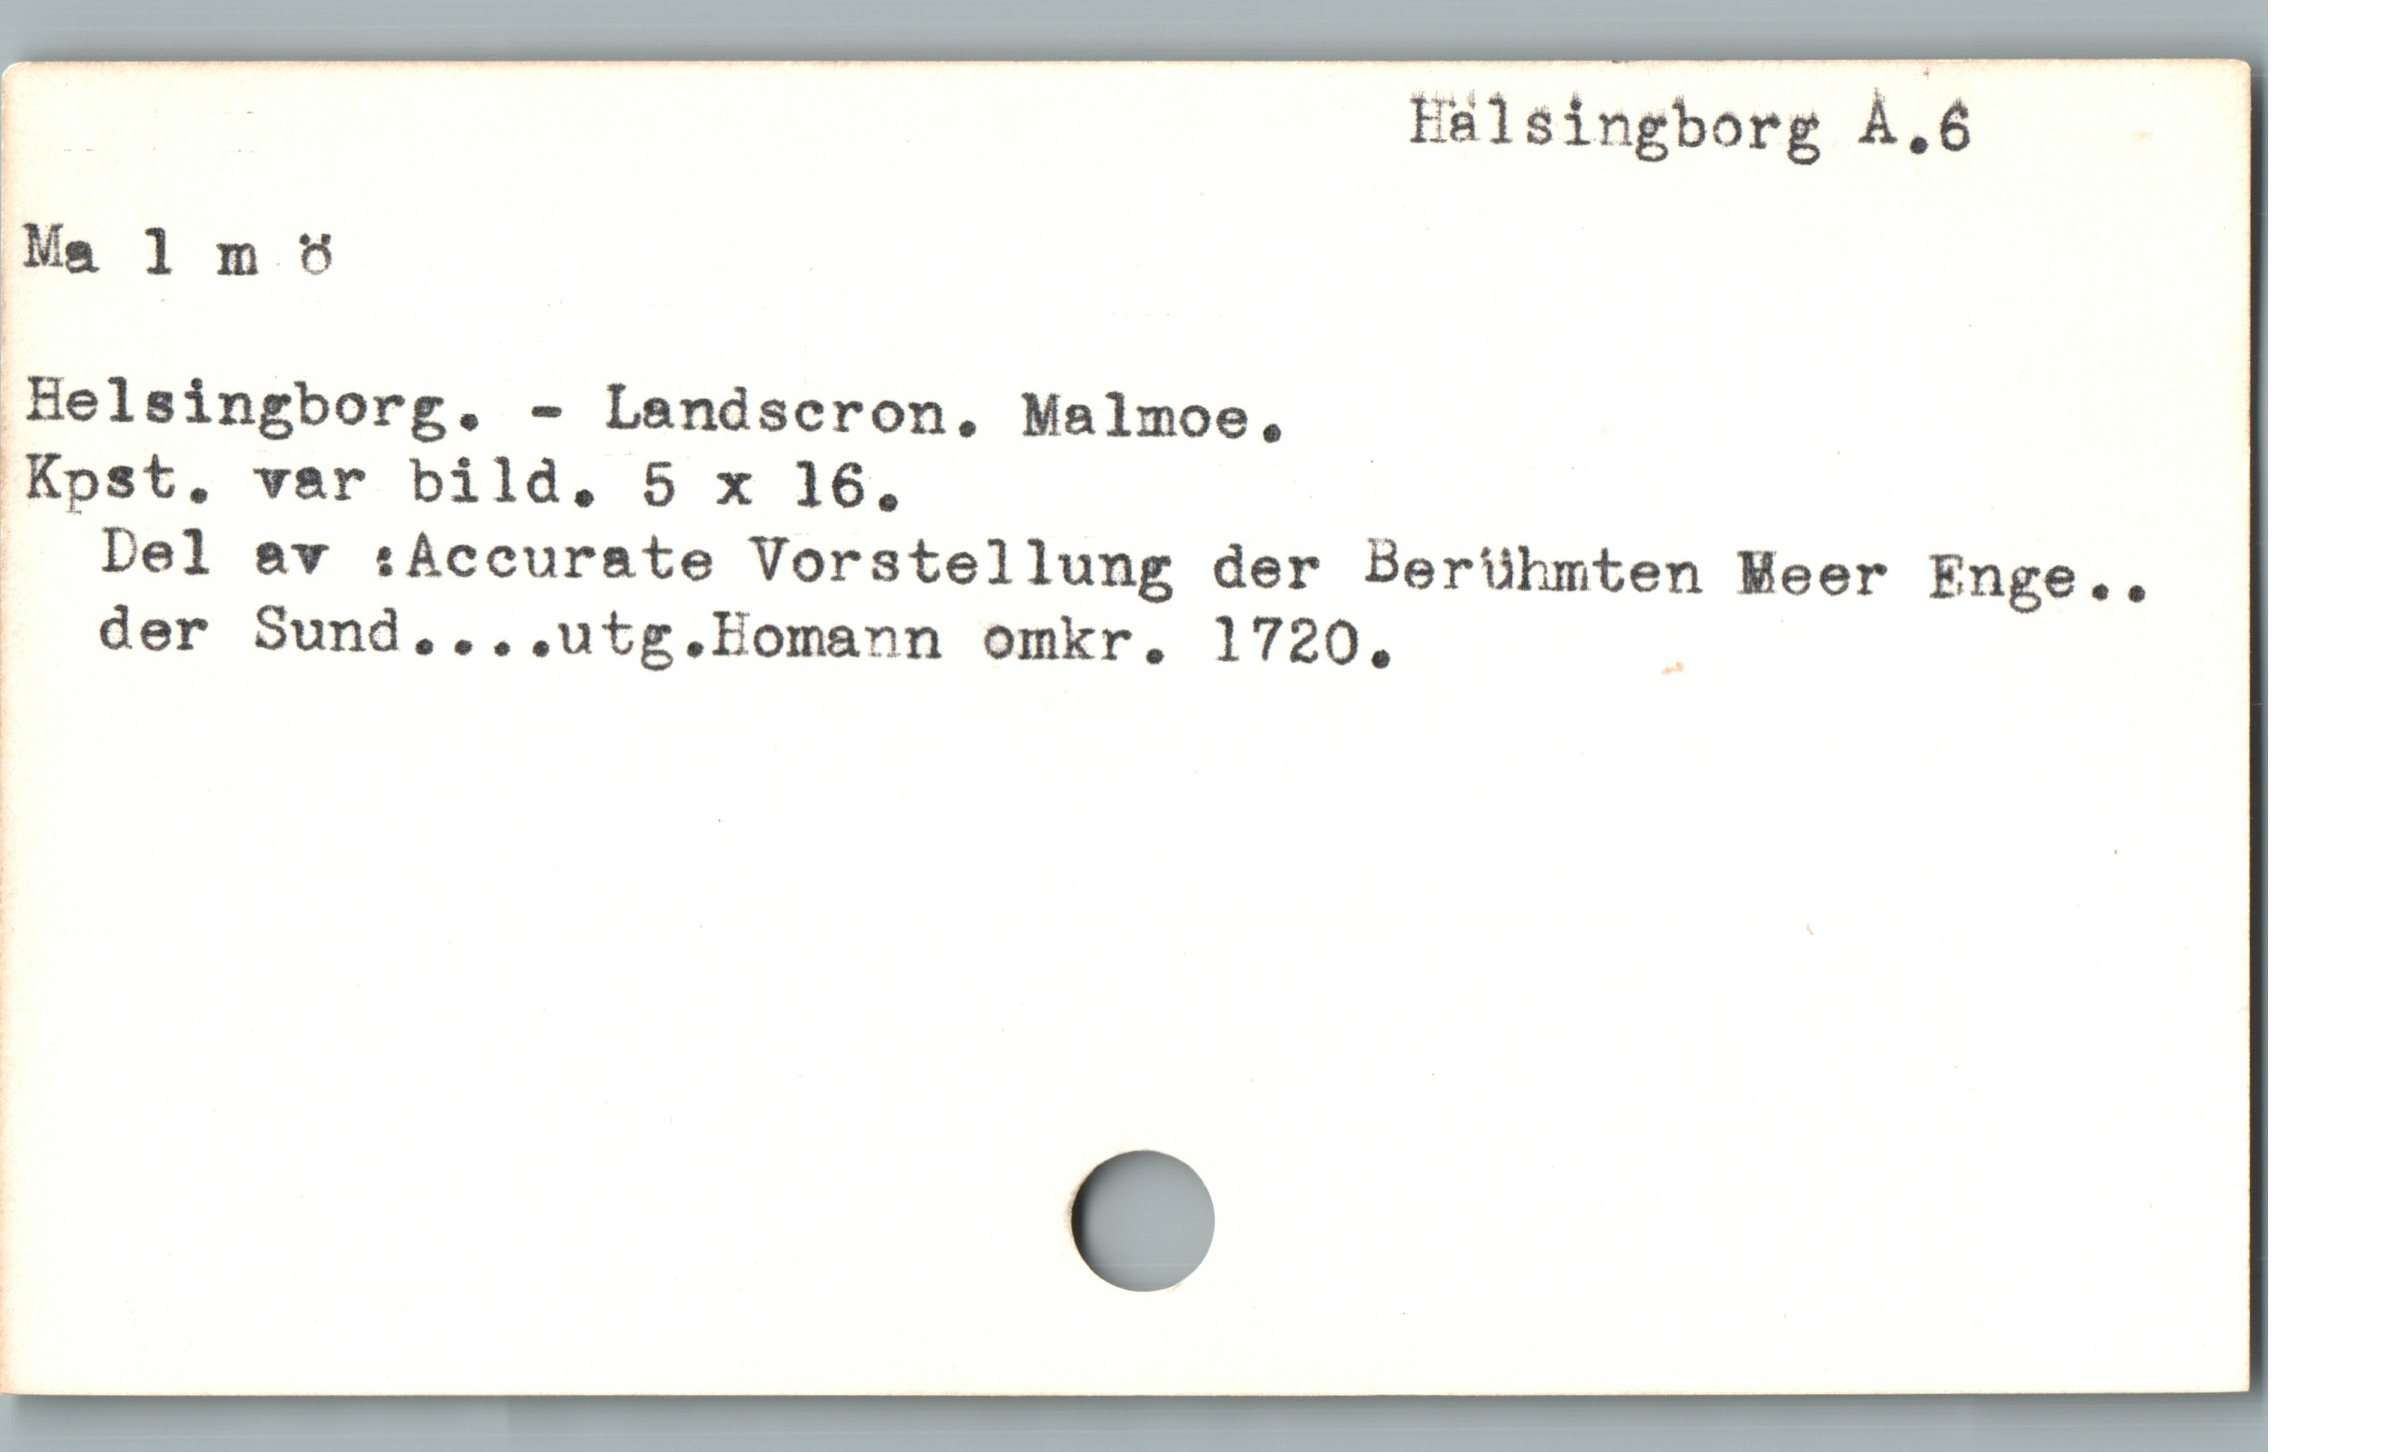 Hälsingborg A.6
Ma l m ö
Helsingborg. - Landscron. Malmoe.
Kpst. var bild. 5 x 16.
Del av :Accurate Vorstellung der Berühmten Meer Enge..
der Sund....utg.Homann omkr. 1720.